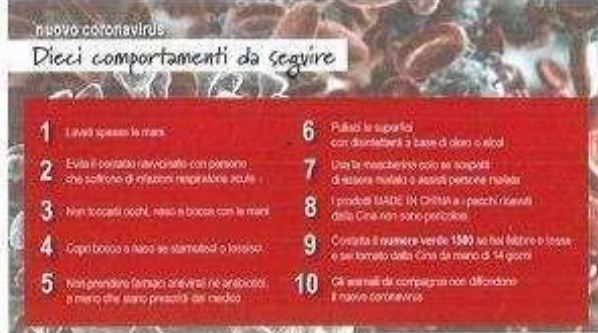 nuovo coronavirus
Dieci comportamenti da seguire
1 Lavati spesso le mani
2 Evita il contatto ravvicinato con persone
che soffrono di infezioni respiratorie acute
3 Non toccarti occhi, naso e bocca con le mani
4 Copri bocca e naso se starnutisci o tossisci
5 Non prendere farmaci antivirali né antibiotici,
a meno che siano prescritti dal medico
6 Pulisci le superfici
con disinfettanti a base di cloro o alcol
7 Usa la mascherina solo se sospetti
di essere malato o assisti persone malate
8 I prodotti MADE IN CHINA e i pacchi ricevuti
dalla Cina non sono pericolosi
9 Contatta il numero verde 1500 se hai febbre o tosse
e sei tornato dalla Cina da meno di 14 giorni
10 Gli animali da compagnia non diffondono
il nuovo coronavirus